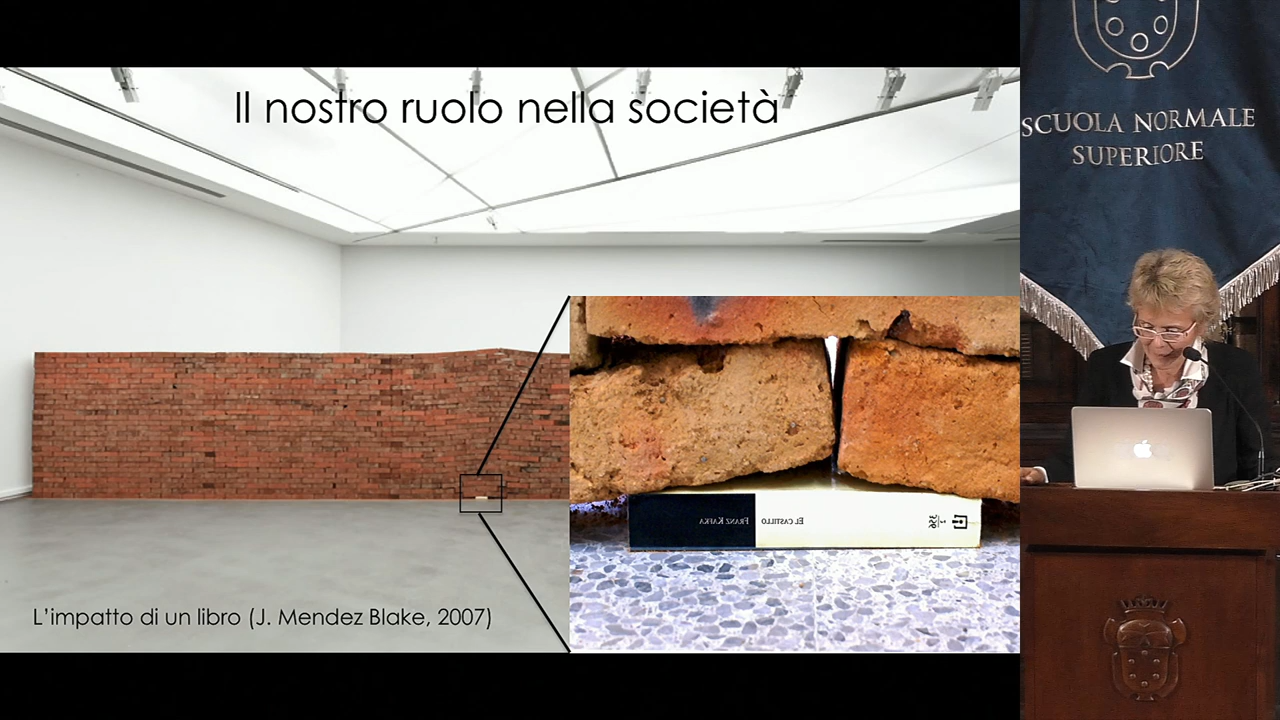 Il nostro ruolo nella società
SCUOLA NORMALE
SUPERIORE
FRANZ KAFKA
EL CASTILLO
L'impatto di un libro (J. Mendez Blake, 2007)